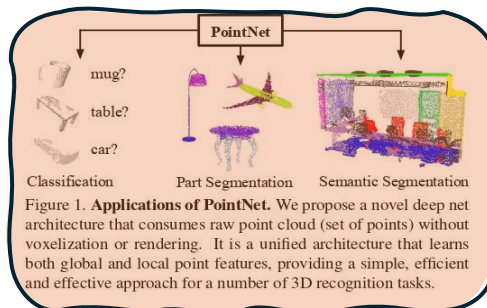 PointNet
mug?
table?
car?
Classification Part Segmentation Semantic Segmentation
Figure 1. Applications of PointNet. We propose a novel deep net
architecture that consumes raw point cloud (set of points) without
voxelization or rendering. It is a unified architecture that learns
both global and local point features, providing a simple, efficient
and effective approach for a number of 3D recognition tasks.